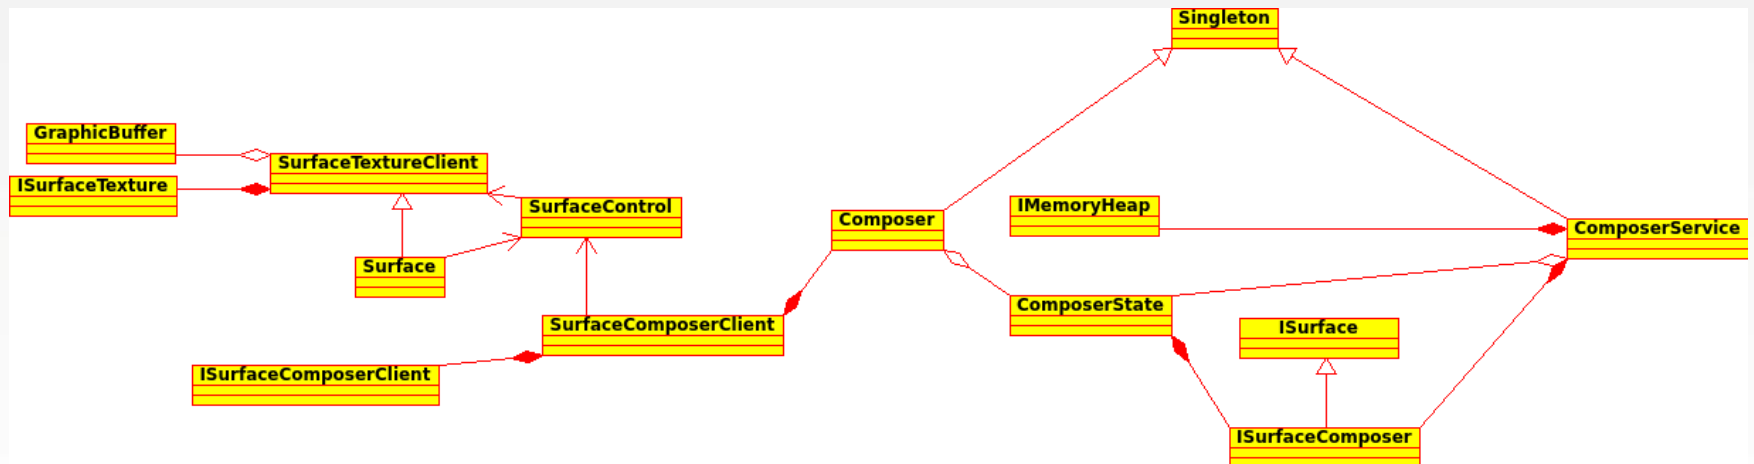 Singleton
GraphicBuffer
SurfaceTextureClient
ISurfaceTexture
SurfaceControl
IMemoryHeap
Composer
ComposerService
Surface
ComposerState
SurfaceComposerClient
ISurface
ISurfaceComposerClient
ISurfaceComposer